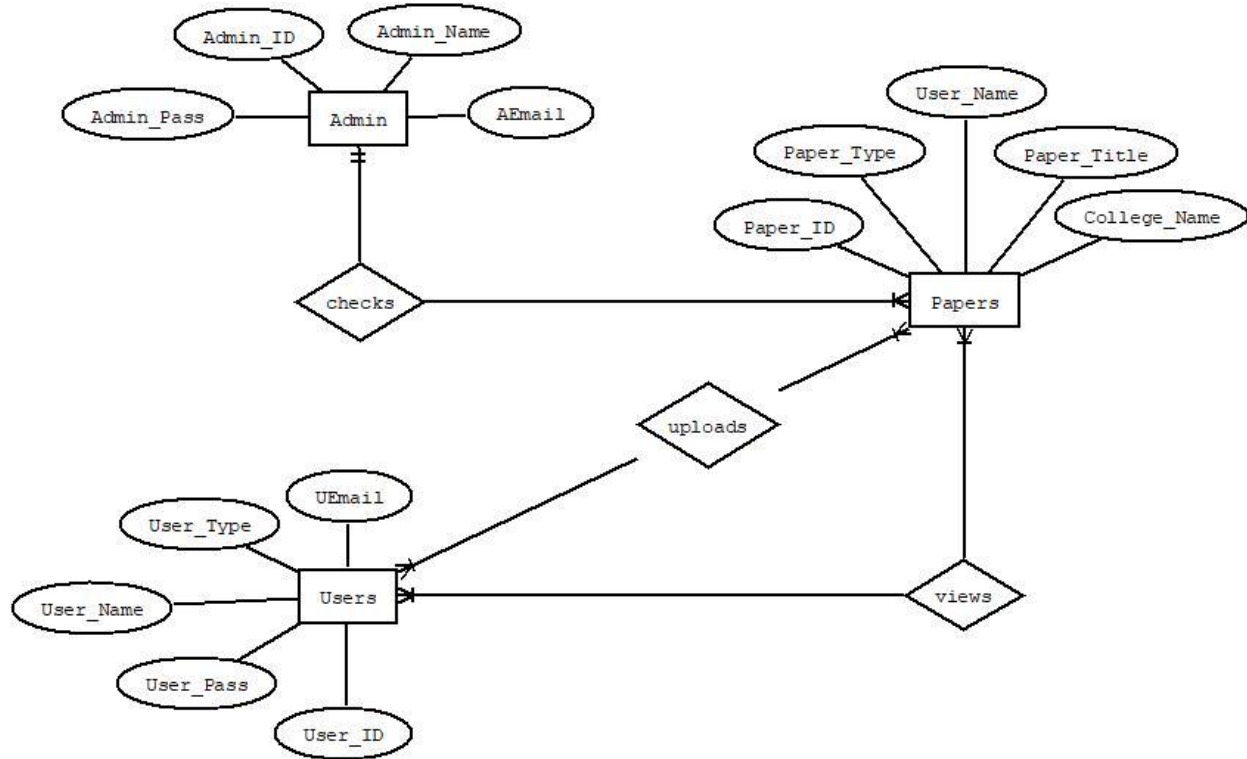 Admin_ID
Admin_Name
Admin_Pass
Admin
AEmail
User_Name
Paper_Type
Paper_Title
Paper_ID
College_Name
checks
Papers
uploads
UEmail
User_Type
User_Name
Users
views
User_Pass
User_ID